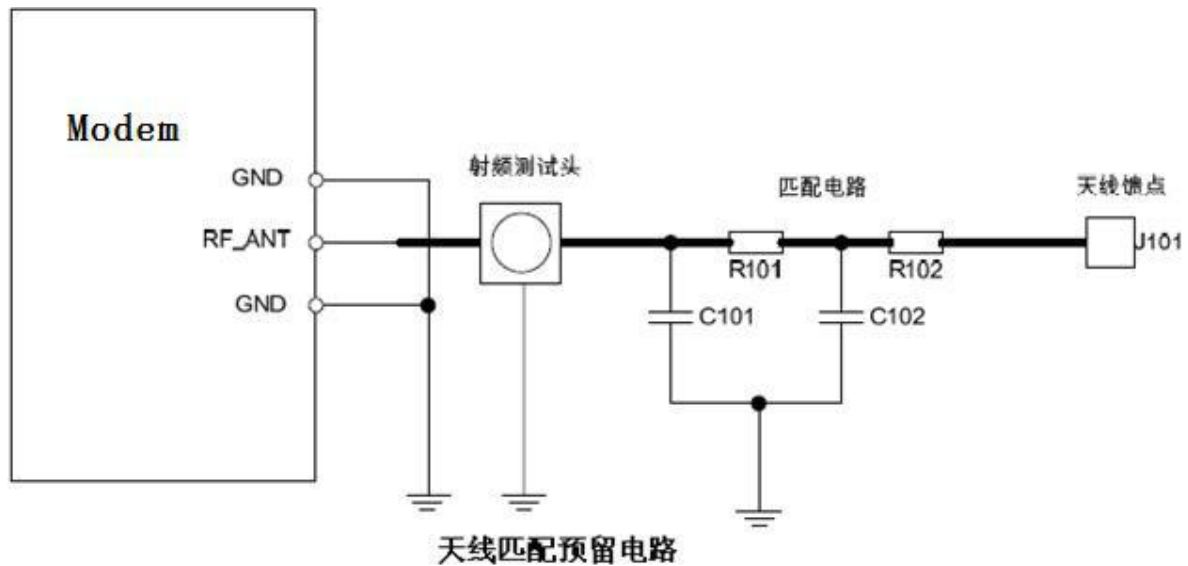 Modem
GND
RF_ANT
GND
射频测试头
匹配电路
天线馈点
R101
R102
J101
C101
C102
天线匹配预留电路